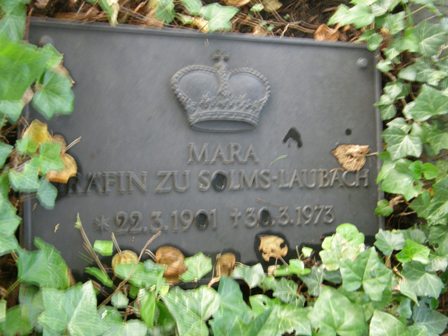 MARA
GRÄFIN ZU SOLMS-LAUBACH
*22.3.1901 †30.3.1973